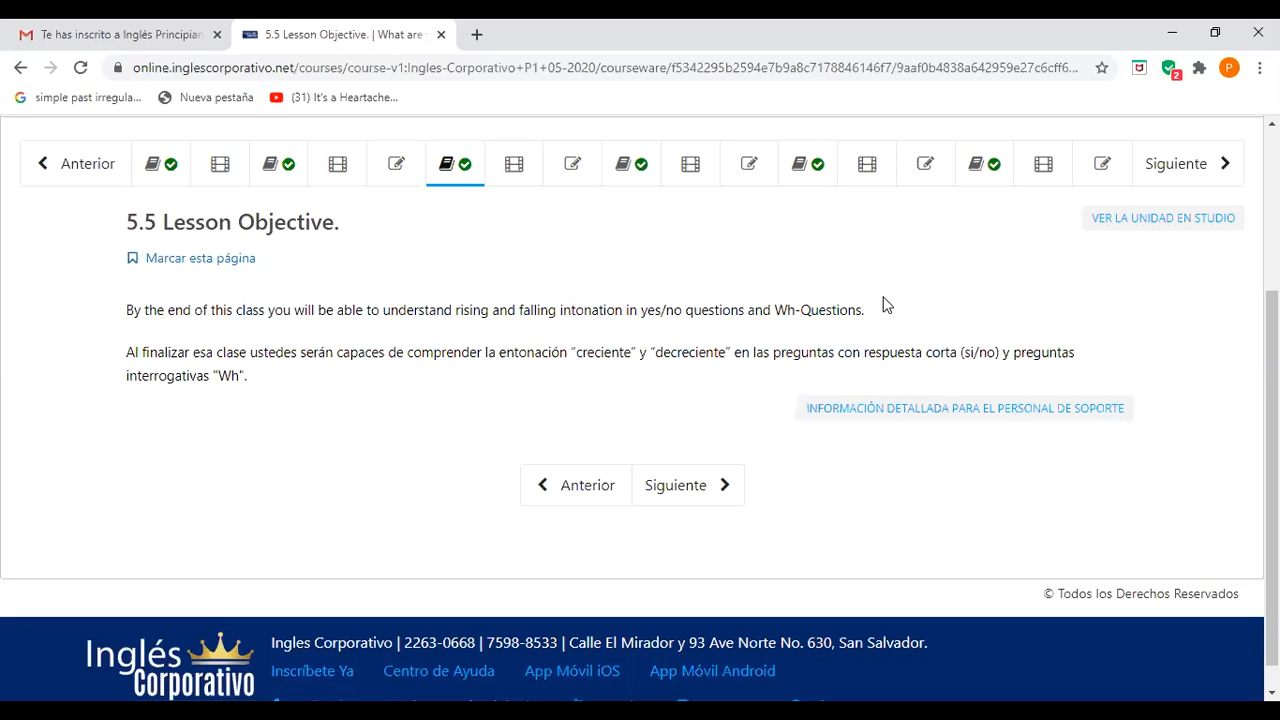 Te has inscrito a Inglés Principian
5.5 Lesson Objective. | What are
online.inglescorporativo.net/courses/course-v1:Ingles-Corporativo+P1+05-2020/courseware/f5342295b2594e7b9a8c7178846146f7/9aaf0b4838a642959e27c6cff6...
2
P
simple past irregula...
Nueva pestaña
(31) It's a Heartache...
Anterior
Siguiente
5.5 Lesson Objective.
VER LA UNIDAD EN STUDIO
Marcar esta página
By the end of this class you will be able to understand rising and falling intonation in yes/no questions and Wh-Questions.
Al finalizar esa clase ustedes serán capaces de comprender la entonación “creciente” y “decreciente” en las preguntas con respuesta corta (si/no) y preguntas
interrogativas "Wh".
INFORMACIÓN DETALLADA PARA EL PERSONAL DE SOPORTE
Anterior
Siguiente
© Todos los Derechos Reservados
Inglés
Corporativo
Ingles Corporativo | 2263-0668 | 7598-8533 | Calle El Mirador y 93 Ave Norte No. 630, San Salvador.
Inscríbete Ya
Centro de Ayuda
App Móvil iOS
App Móvil Android